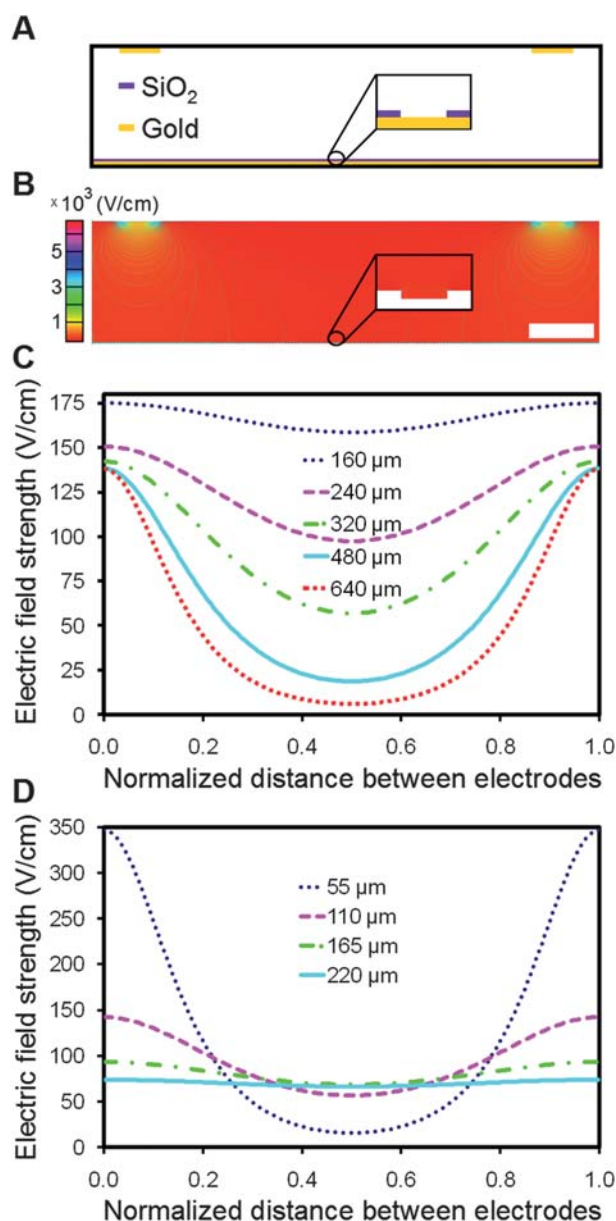 A
SiO₂
Gold
B
× 10³ (V/cm)
5
3
1
C
Electric field strength (V/cm)
175
150
125
100
75
50
25
0
160 µm
240 µm
320 µm
480 µm
640 µm
0.0 0.2 0.4 0.6 0.8 1.0
Normalized distance between electrodes
D
Electric field strength (V/cm)
350
300
250
200
150
100
50
0
55 µm
110 µm
165 µm
220 µm
0.0 0.2 0.4 0.6 0.8 1.0
Normalized distance between electrodes